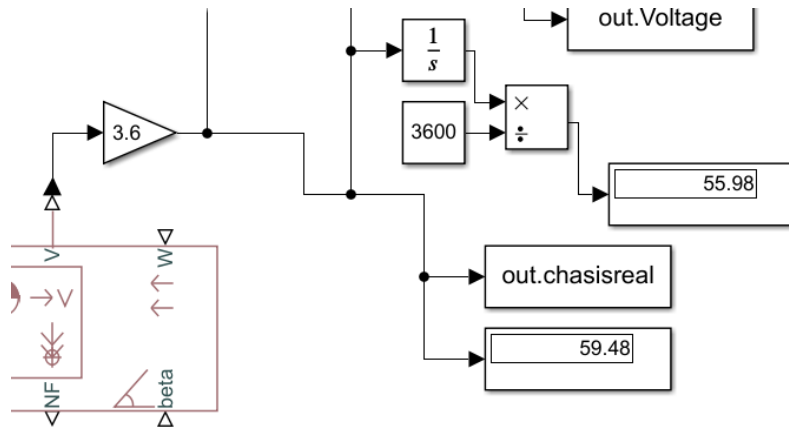 out.Voltage
1
s
3.6
3600
×
÷
55.98
V
W
out.chasisreal
V
59.48
NF
beta